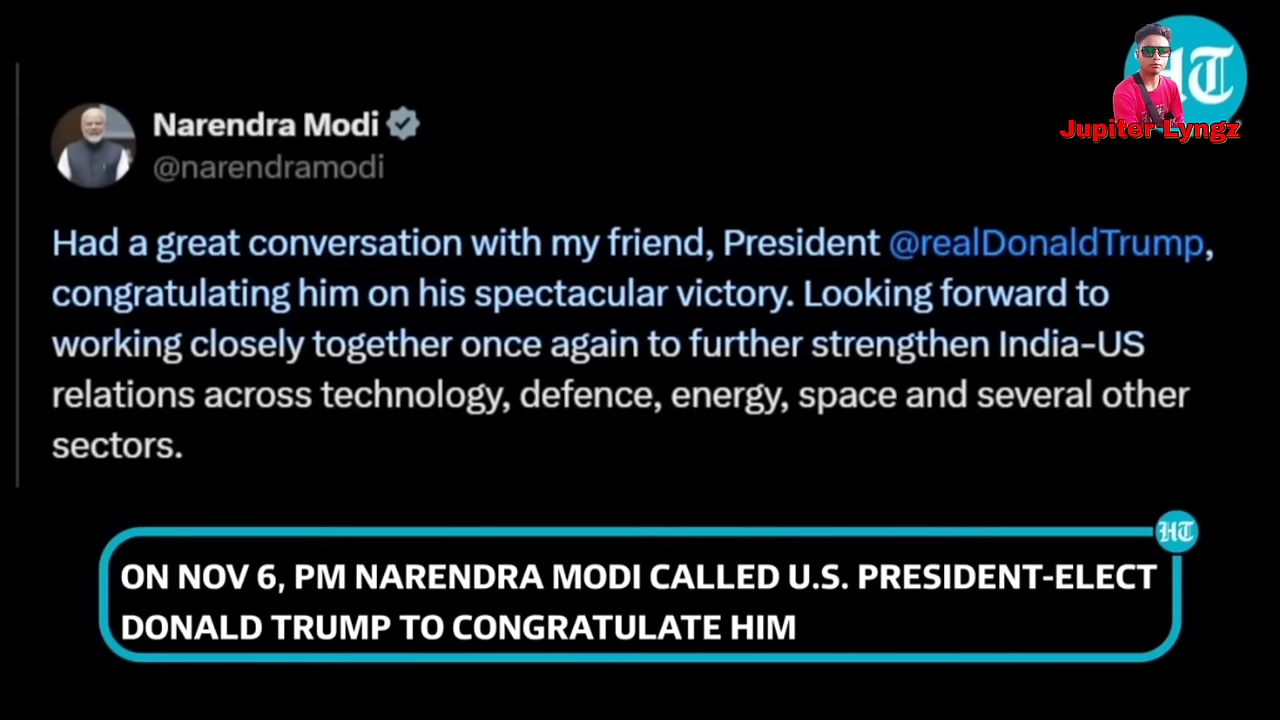 HT
Jupiter Lyngz
Narendra Modi
@narendramodi
Had a great conversation with my friend, President @realDonaldTrump,
congratulating him on his spectacular victory. Looking forward to
working closely together once again to further strengthen India-US
relations across technology, defence, energy, space and several other
sectors.
HT
ON NOV 6, PM NARENDRA MODI CALLED U.S. PRESIDENT-ELECT
DONALD TRUMP TO CONGRATULATE HIM